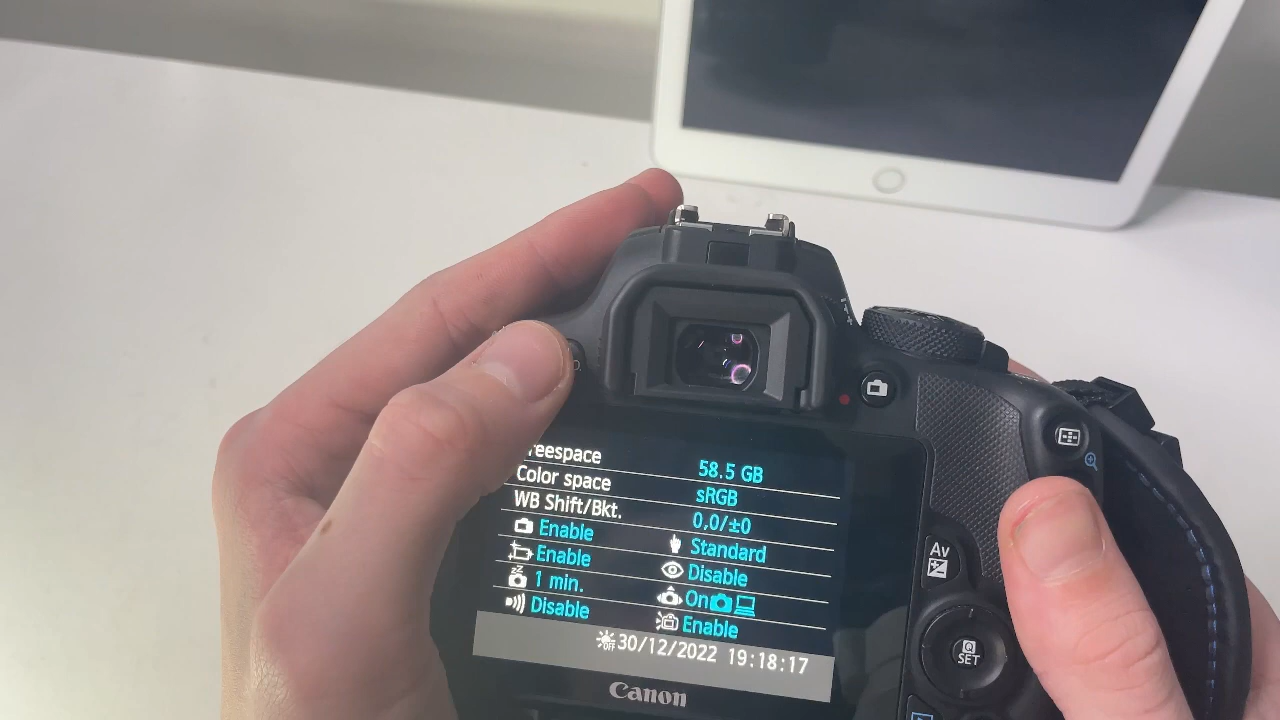 reespace 58.5 GB
Color space sRGB
WB Shift/Bkt. 0,0/±0
Enable Standard
Enable Disable
1 min. On
Disable Enable
OFF 30/12/2022 19:18:17
Canon
Av
Q
SET